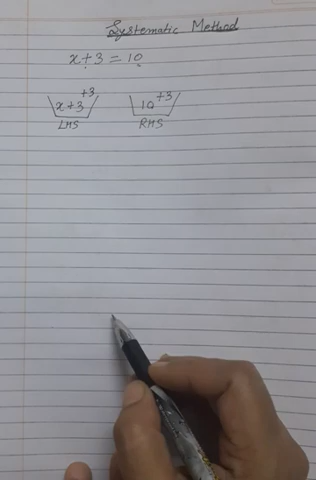 Systematic Method
x + 3 = 10
x + 3 +3 10 +3
LHS RHS